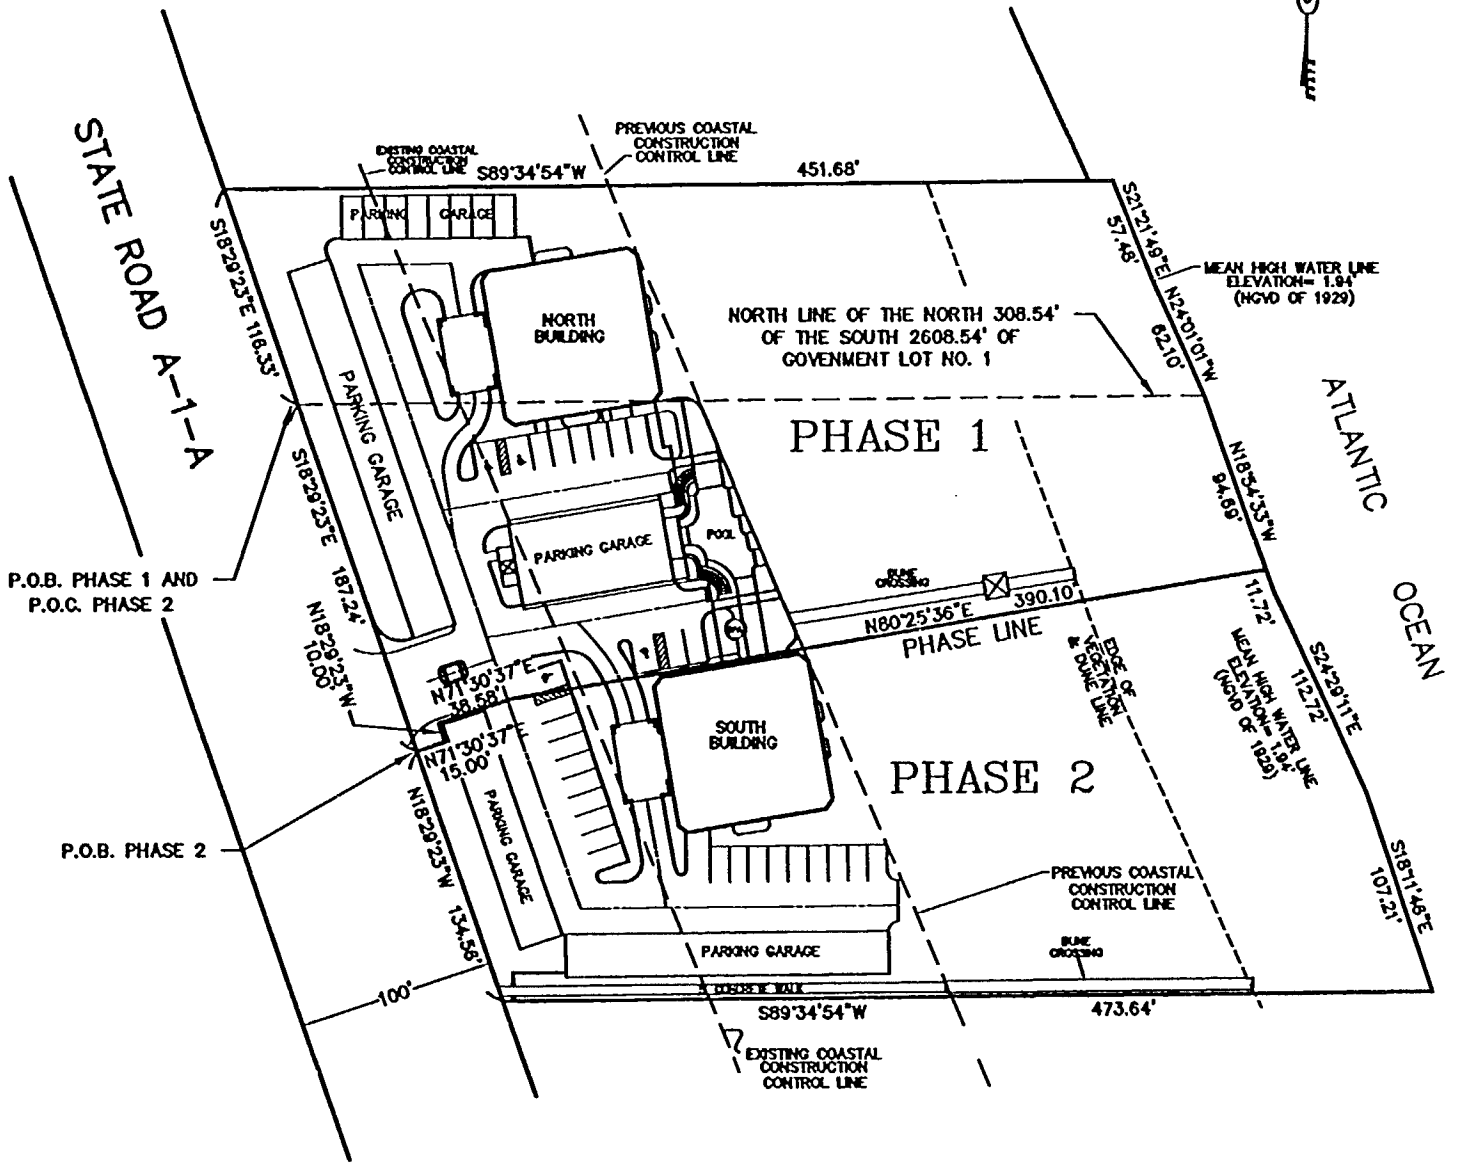 STATE ROAD A-1-A
EXISTING COASTAL
CONSTRUCTION
CONTROL LINE
S89°34'54"W
PREVIOUS COASTAL
CONSTRUCTION
CONTROL LINE
451.68'
S21°21'49"E
57.48'
MEAN HIGH WATER LINE
ELEVATION= 1.94'
(NGVD OF 1929)
N24°01'01"W
62.10'
PARKING GARAGE
S18°29'23"E 116.33'
NORTH
BUILDING
NORTH LINE OF THE NORTH 308.54'
OF THE SOUTH 2608.54' OF
GOVENMENT LOT NO. 1
PARKING GARAGE
PHASE 1
ATLANTIC
OCEAN
N18°54'33"W
94.69'
S18°29'23"E 187.24'
PARKING GARAGE
POOL
P.O.B. PHASE 1 AND
P.O.C. PHASE 2
DUNE
CROSSING
N80°25'36"E 390.10'
PHASE LINE
11.72'
N18°29'23"W
10.00'
N71°30'37"E
38.58'
N71°30'37"
15.00'
EDGE OF
VEGETATION
& DUNE LINE
MEAN HIGH WATER LINE
ELEVATION= 1.94'
(NGVD OF 1929)
S24°29'11"E
112.72'
SOUTH
BUILDING
PHASE 2
P.O.B. PHASE 2
N18°29'23"W 134.56'
PARKING GARAGE
PREVIOUS COASTAL
CONSTRUCTION
CONTROL LINE
S18°11'46"E
107.21'
PARKING GARAGE
DUNE
CROSSING
100'
CONCRETE WALK
S89°34'54"W
473.64'
EXISTING COASTAL
CONSTRUCTION
CONTROL LINE